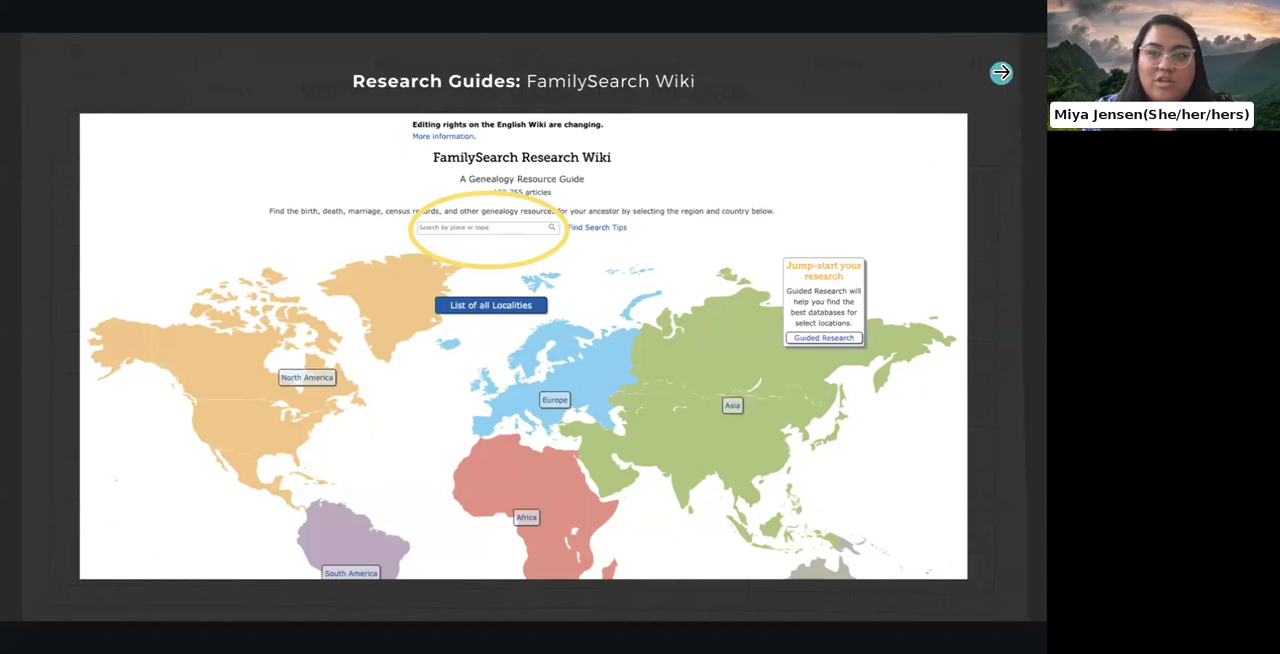 Research Guides: FamilySearch Wiki
Miya Jensen(She/her/hers)
Editing rights on the English Wiki are changing.
More information.
FamilySearch Research Wiki
A Genealogy Resource Guide
articles
Find the birth, death, marriage, census records, and other genealogy resources for your ancestor by selecting the region and country below.
Search by place or topic
Find Search Tips
Jump-start your
research
Guided Research will
help you find the
best databases for
select locations.
Guided Research
List of all Localities
North America
Europe
Asia
Africa
South America